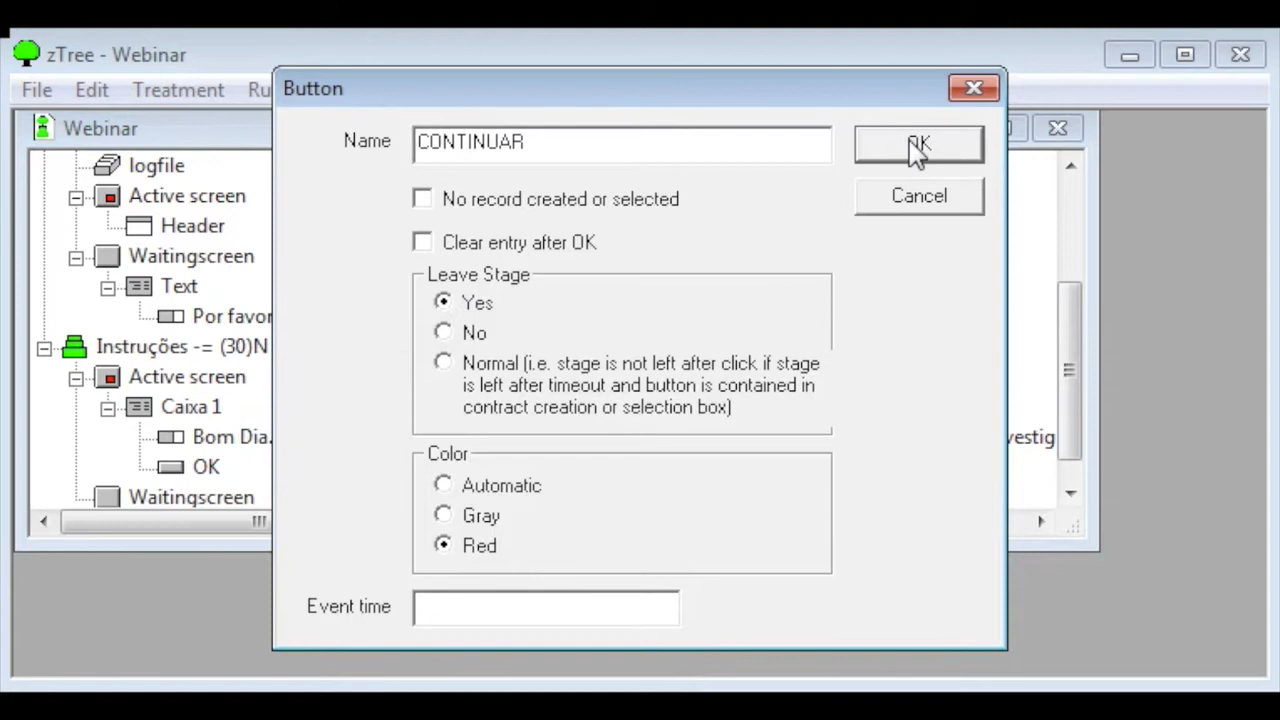 zTree - Webinar
File Edit Treatment Ru
Webinar
logfile
Active screen
Header
Waitingscreen
Text
Por favor
Instruções -= (30)N
Active screen
Caixa 1
Bom Dia.
OK
Waitingscreen
vestig
Button
Name CONTINUAR
OK
Cancel
No record created or selected
Clear entry after OK
Leave Stage
Yes
No
Normal (i.e. stage is not left after click if stage
is left after timeout and button is contained in
contract creation or selection box)
Color
Automatic
Gray
Red
Event time